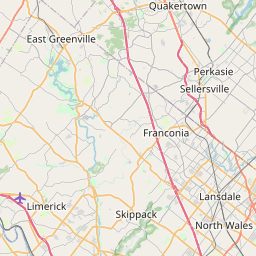 Quakertown
East Greenville
Perkasie
Sellersville
Franconia
Lansdale
Limerick
Skippack
North Wales